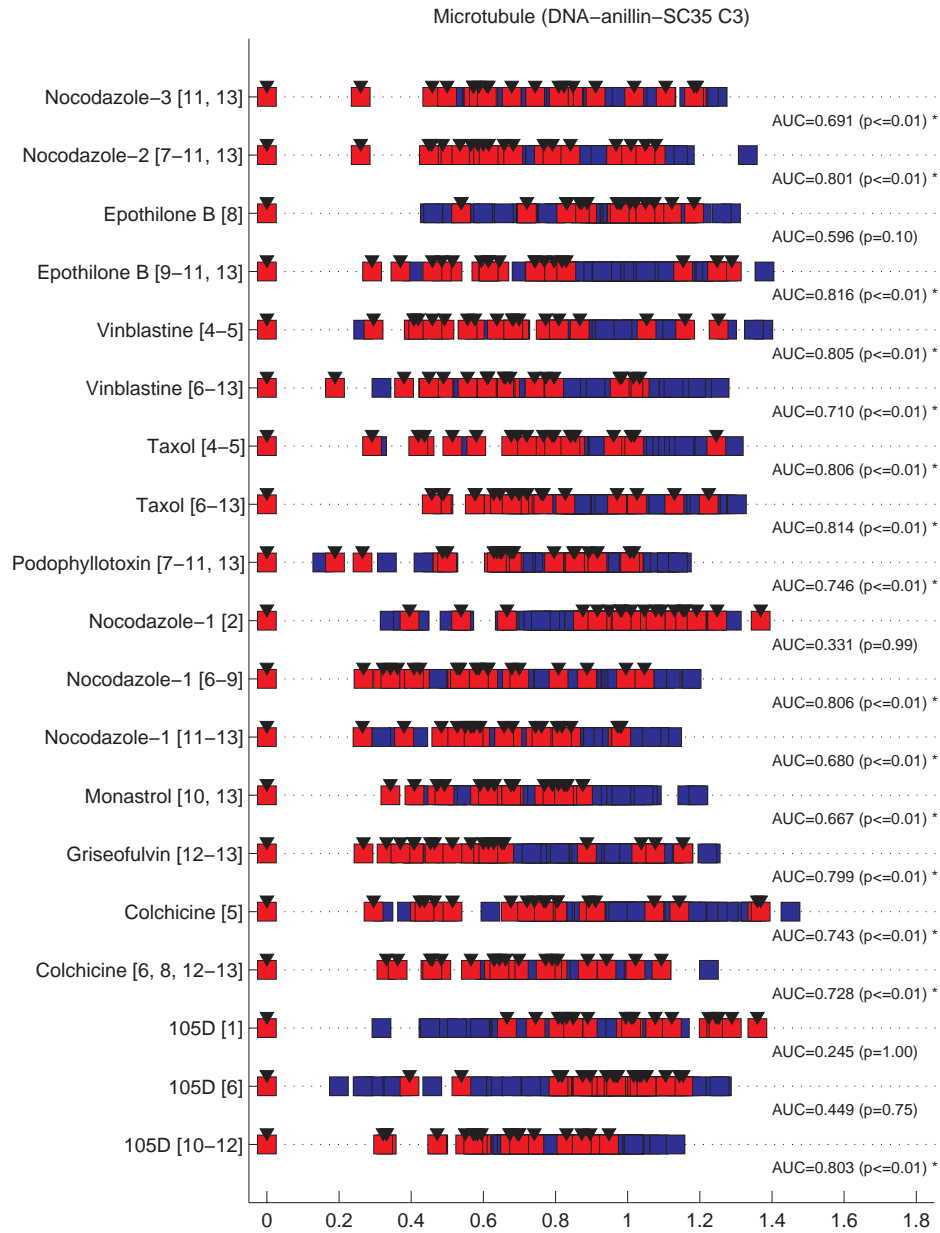 Microtubule (DNA−anillin−SC35 C3)
Nocodazole−3 [11, 13]
AUC=0.691 (p<=0.01) *
Nocodazole−2 [7−11, 13]
AUC=0.801 (p<=0.01) *
Epothilone B [8]
AUC=0.596 (p=0.10)
Epothilone B [9−11, 13]
AUC=0.816 (p<=0.01) *
Vinblastine [4−5]
AUC=0.805 (p<=0.01) *
Vinblastine [6−13]
AUC=0.710 (p<=0.01) *
Taxol [4−5]
AUC=0.806 (p<=0.01) *
Taxol [6−13]
AUC=0.814 (p<=0.01) *
Podophyllotoxin [7−11, 13]
AUC=0.746 (p<=0.01) *
Nocodazole−1 [2]
AUC=0.331 (p=0.99)
Nocodazole−1 [6−9]
AUC=0.806 (p<=0.01) *
Nocodazole−1 [11−13]
AUC=0.680 (p<=0.01) *
Monastrol [10, 13]
AUC=0.667 (p<=0.01) *
Griseofulvin [12−13]
AUC=0.799 (p<=0.01) *
Colchicine [5]
AUC=0.743 (p<=0.01) *
Colchicine [6, 8, 12−13]
AUC=0.728 (p<=0.01) *
105D [1]
AUC=0.245 (p=1.00)
105D [6]
AUC=0.449 (p=0.75)
105D [10−12]
AUC=0.803 (p<=0.01) *
0 0.2 0.4 0.6 0.8 1 1.2 1.4 1.6 1.8